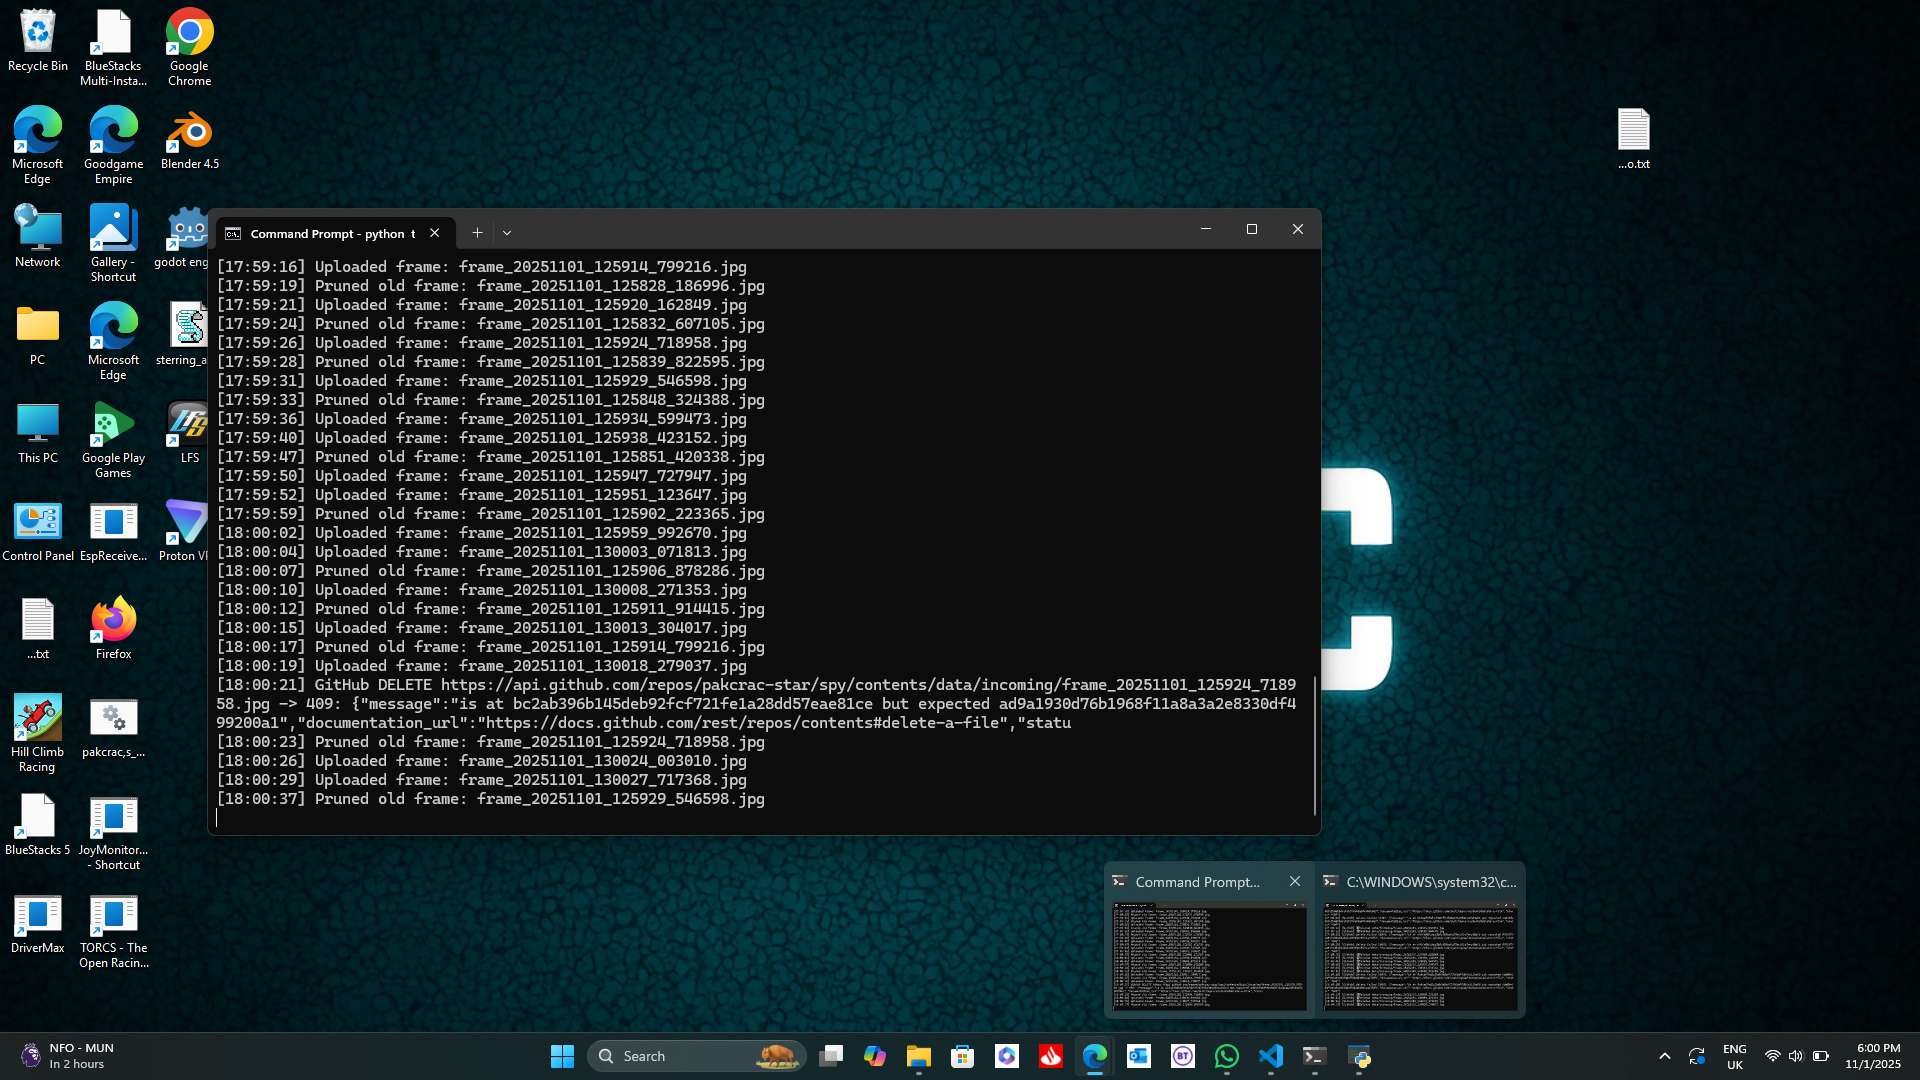 Recycle Bin
BlueStacks
Multi-Insta...
Google
Chrome
Microsoft
Edge
Goodgame
Empire
Blender 4.5
...o.txt
Network
Gallery -
Shortcut
godot eng
PC
Microsoft
Edge
sterring_a
This PC
Google Play
Games
LFS
Control Panel
EspReceive...
Proton VP
...txt
Firefox
Hill Climb
Racing
pakcrac,s_...
BlueStacks 5
JoyMonitor...
- Shortcut
DriverMax
TORCS - The
Open Racin...
Command Prompt - python t
[17:59:16] Uploaded frame: frame_20251101_125914_799216.jpg
[17:59:19] Pruned old frame: frame_20251101_125828_186996.jpg
[17:59:21] Uploaded frame: frame_20251101_125920_162849.jpg
[17:59:24] Pruned old frame: frame_20251101_125832_607105.jpg
[17:59:26] Uploaded frame: frame_20251101_125924_718958.jpg
[17:59:28] Pruned old frame: frame_20251101_125839_822595.jpg
[17:59:31] Uploaded frame: frame_20251101_125929_546598.jpg
[17:59:33] Pruned old frame: frame_20251101_125848_324388.jpg
[17:59:36] Uploaded frame: frame_20251101_125934_599473.jpg
[17:59:40] Uploaded frame: frame_20251101_125938_423152.jpg
[17:59:47] Pruned old frame: frame_20251101_125851_420338.jpg
[17:59:50] Uploaded frame: frame_20251101_125947_727947.jpg
[17:59:52] Uploaded frame: frame_20251101_125951_123647.jpg
[17:59:59] Pruned old frame: frame_20251101_125902_223365.jpg
[18:00:02] Uploaded frame: frame_20251101_125959_992670.jpg
[18:00:04] Uploaded frame: frame_20251101_130003_071813.jpg
[18:00:07] Pruned old frame: frame_20251101_125906_878286.jpg
[18:00:10] Uploaded frame: frame_20251101_130008_271353.jpg
[18:00:12] Pruned old frame: frame_20251101_125911_914415.jpg
[18:00:15] Uploaded frame: frame_20251101_130013_304017.jpg
[18:00:17] Pruned old frame: frame_20251101_125914_799216.jpg
[18:00:19] Uploaded frame: frame_20251101_130018_279037.jpg
[18:00:21] GitHub DELETE https://api.github.com/repos/pakcrac-star/spy/contents/data/incoming/frame_20251101_125924_7189
58.jpg -> 409: {"message":"is at bc2ab396b145deb92fcf721fe1a28dd57eae81ce but expected ad9a1930d76b1968f11a8a3a2e8330df4
99200a1","documentation_url":"https://docs.github.com/rest/repos/contents#delete-a-file","statu
[18:00:23] Pruned old frame: frame_20251101_125924_718958.jpg
[18:00:26] Uploaded frame: frame_20251101_130024_003010.jpg
[18:00:29] Uploaded frame: frame_20251101_130027_717368.jpg
[18:00:37] Pruned old frame: frame_20251101_125929_546598.jpg
C
Command Prompt...
C:\WINDOWS\system32\c...
NFO - MUN
In 2 hours
Search
BT
ENG
UK
6:00 PM
11/1/2025